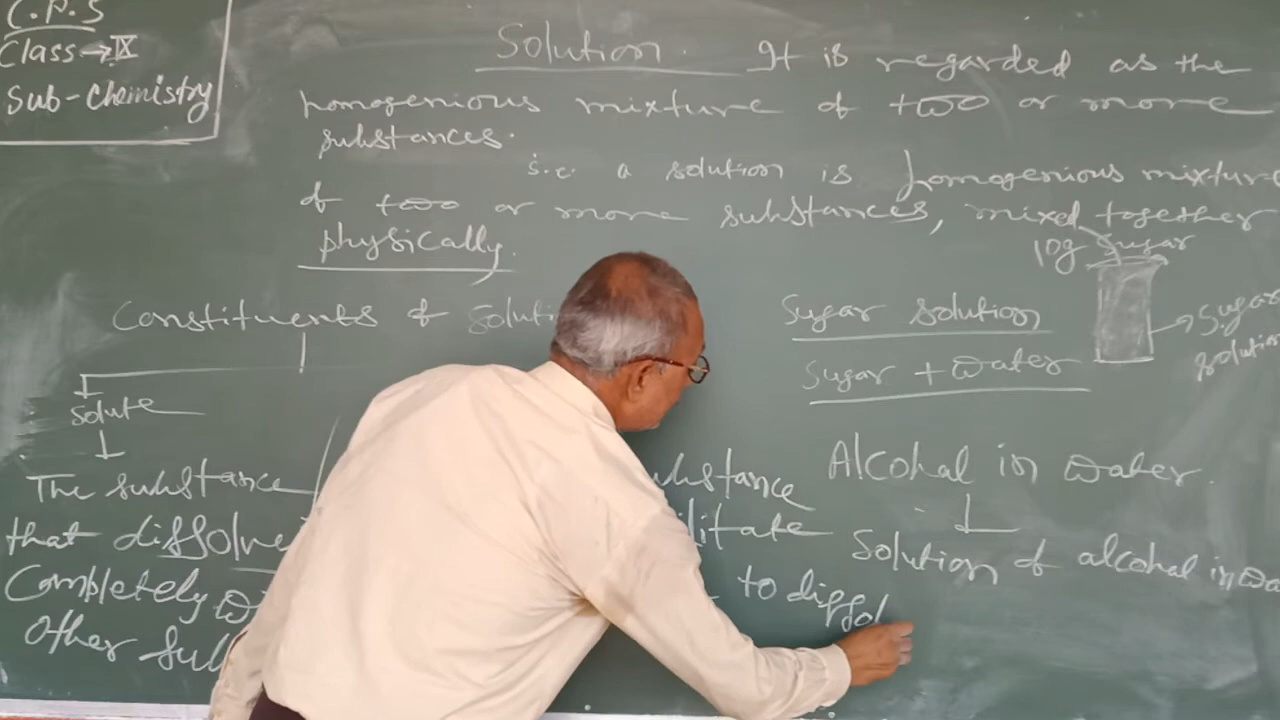 C.P.S
Class→IX
Sub-Chemistry
Solution. It is regarded as the
homogenious mixture of two or more
substances.
i.e. a solution is homogenious mixture
of two or more substances, mixed together
physically.
10g sugar
Constituents of soluti
Sugar solution
Sugar
solution
Sugar + water
Solute
The substance
that dissolve
Completely
Other
substance
litate
to dissol
Alcohal in water.
Solution of alcohal in wa